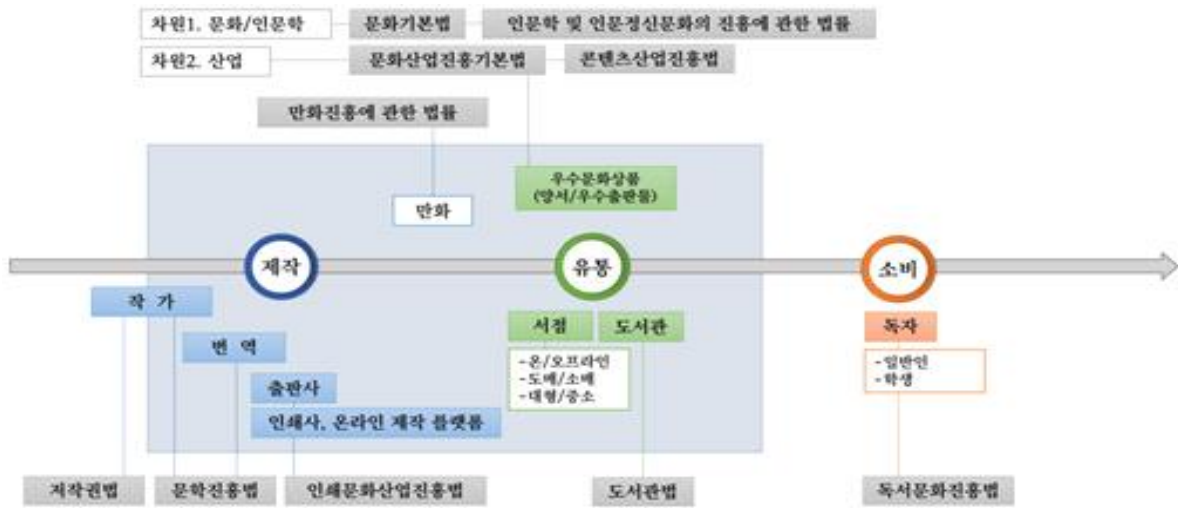 차원1. 문화/인문학
문화기본법
인문학 및 인문정신문화의 진흥에 관한 법률
차원2. 산업
문화산업진흥기본법
콘텐츠산업진흥법
만화진흥에 관한 법률
우수문화상품
(양서/우수출판물)
만화
제작
유통
소비
작 가
서점
도서관
독자
번 역
-온/오프라인
-도매/소매
-대형/중소
-일반인
-학생
출판사
인쇄사, 온라인 제작 플랫폼
저작권법
문학진흥법
인쇄문화산업진흥법
도서관법
독서문화진흥법